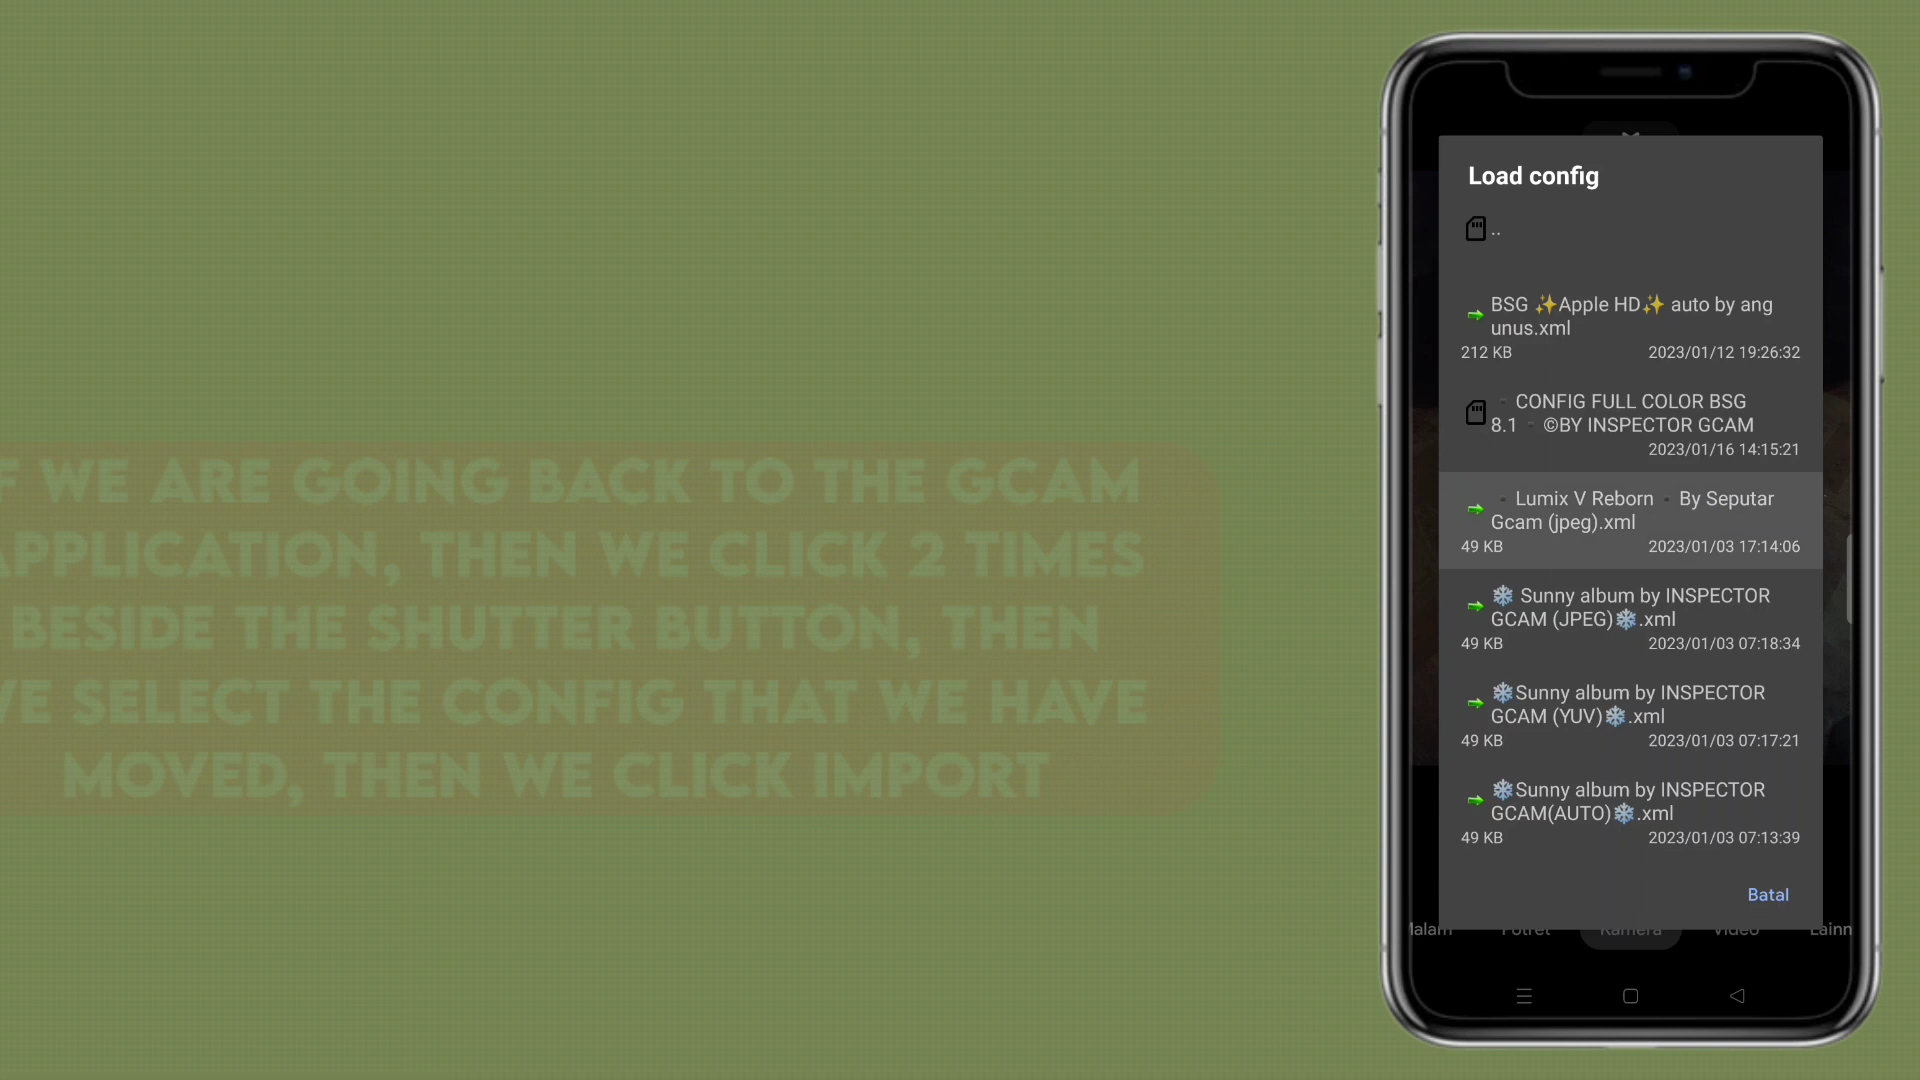 F WE ARE GOING BACK TO THE GCAM
APPLICATION, THEN WE CLICK 2 TIMES
BESIDE THE SHUTTER BUTTON, THEN
WE SELECT THE CONFIG THAT WE HAVE
MOVED, THEN WE CLICK IMPORT
Load config
..
BSG ✨Apple HD✨ auto by ang
unus.xml
212 KB 2023/01/12 19:26:32
▪ CONFIG FULL COLOR BSG
8.1 ▪ ©BY INSPECTOR GCAM
2023/01/16 14:15:21
▪ Lumix V Reborn ▪ By Seputar
Gcam (jpeg).xml
49 KB 2023/01/03 17:14:06
❄️ Sunny album by INSPECTOR
GCAM (JPEG)❄️.xml
49 KB 2023/01/03 07:18:34
❄️Sunny album by INSPECTOR
GCAM (YUV)❄️.xml
49 KB 2023/01/03 07:17:21
❄️Sunny album by INSPECTOR
GCAM(AUTO)❄️.xml
49 KB 2023/01/03 07:13:39
Batal
Malam Potret Kamera Video Lainn